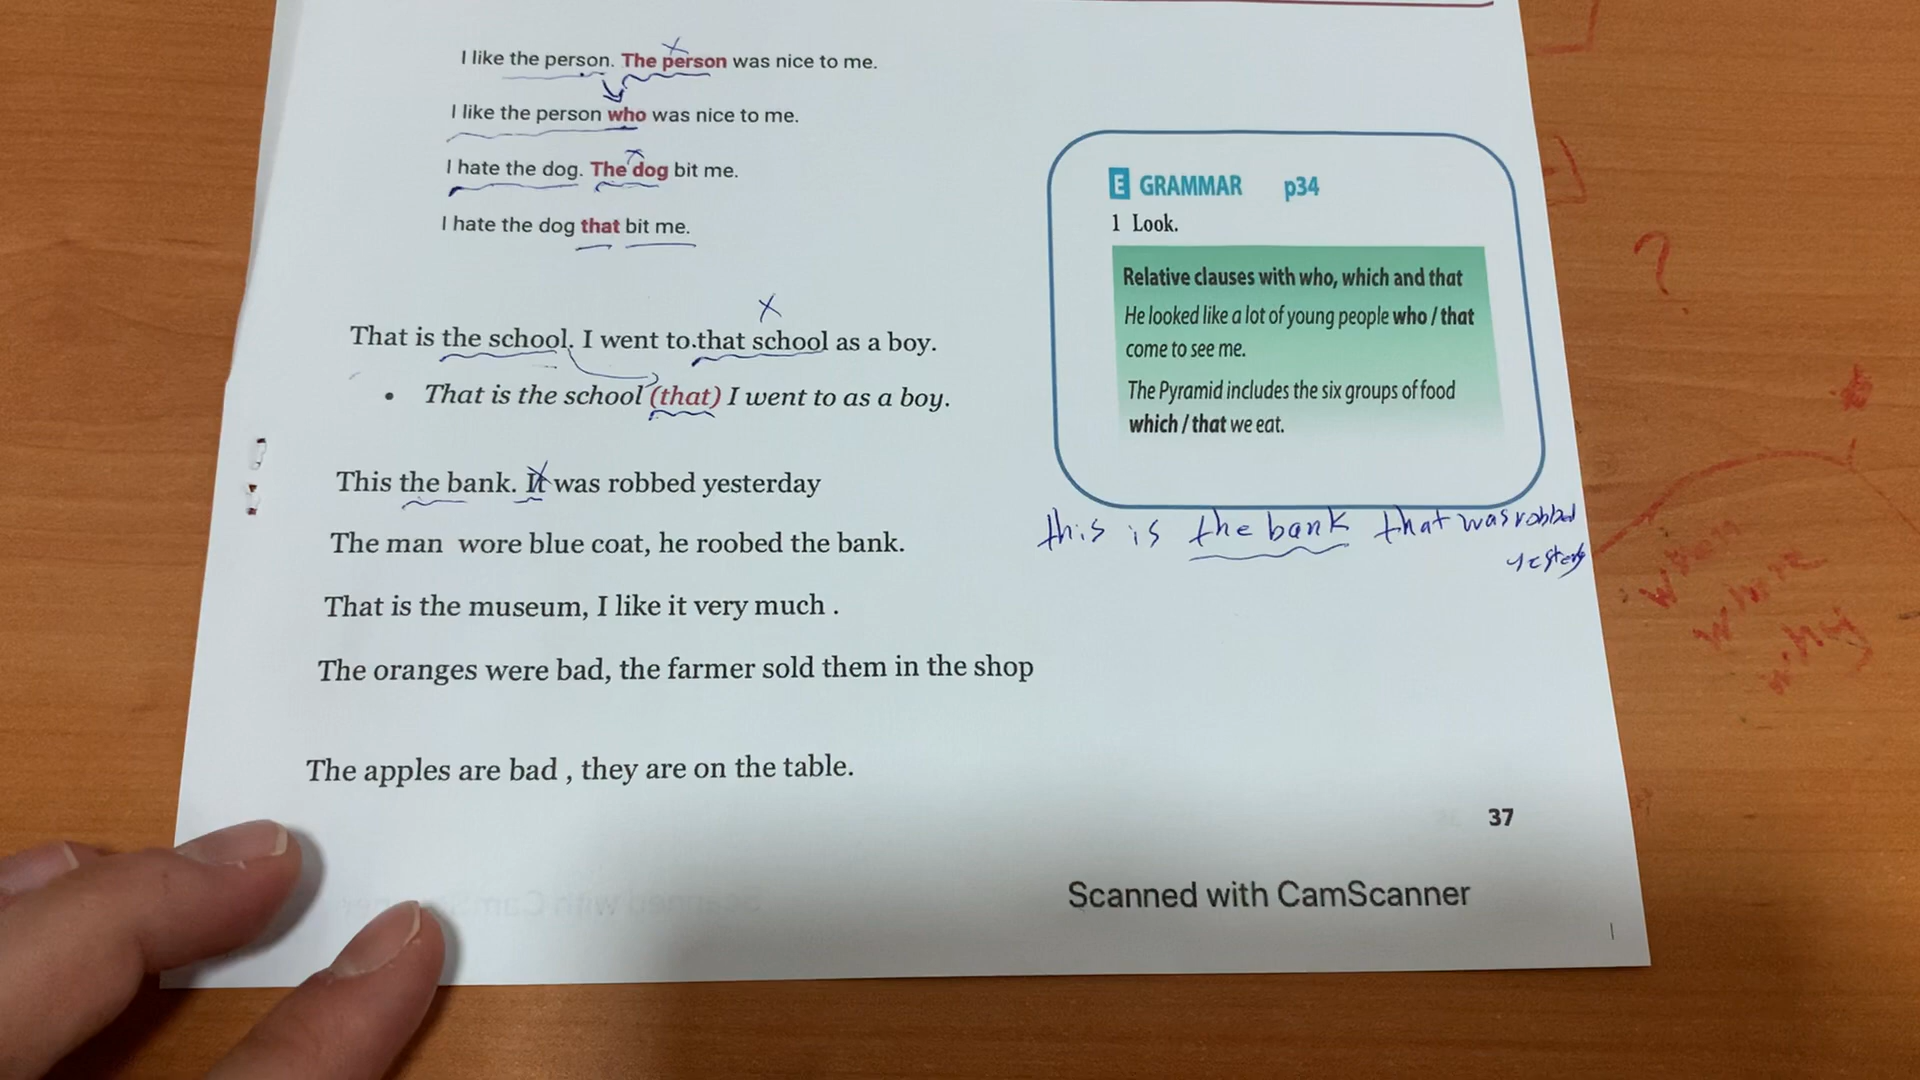 I like the person. The person was nice to me.
I like the person who was nice to me.
I hate the dog. The dog bit me.
I hate the dog that bit me.
That is the school. I went to.that school as a boy.
• That is the school (that) I went to as a boy.
This the bank. It was robbed yesterday
The man wore blue coat, he roobed the bank.
That is the museum, I like it very much .
The oranges were bad, the farmer sold them in the shop
The apples are bad , they are on the table.
E GRAMMAR p34
1 Look.
Relative clauses with who, which and that
He looked like a lot of young people who / that
come to see me.
The Pyramid includes the six groups of food
which / that we eat.
this is the bank that was robbed
?
37
Scanned with CamScanner